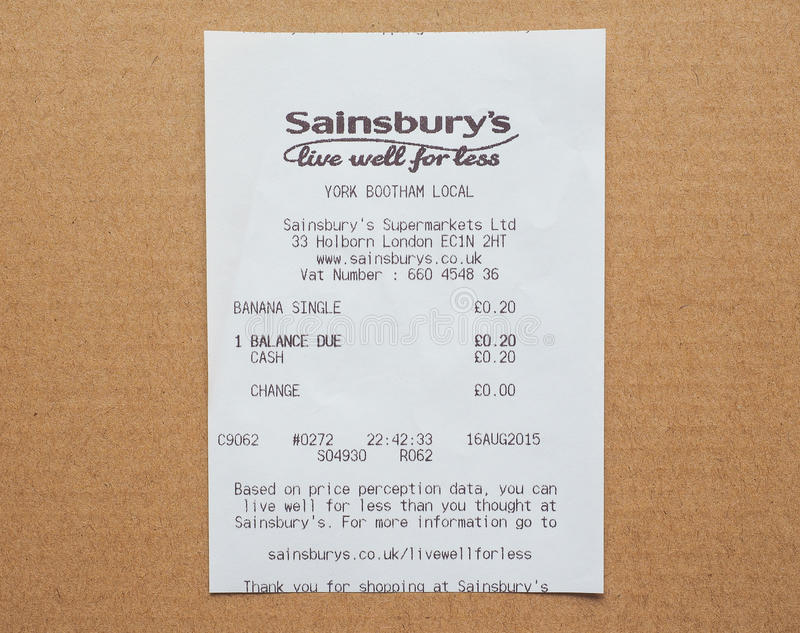 Sainsbury's
live well for less
YORK BOOTHAM LOCAL
Sainsbury's Supermarkets Ltd
33 Holborn London EC1N 2HT
www.sainsburys.co.uk
Vat Number : 660 4548 36
BANANA SINGLE £0.20
1 BALANCE DUE £0.20
CASH £0.20
CHANGE £0.00
C9062 #0272 22:42:33 16AUG2015
S04930 R062
Based on price perception data, you can
live well for less than you thought at
Sainsbury's. For more information go to
sainsburys.co.uk/livewellforless
Thank you for shopping at Sainsbury's
dreamstime